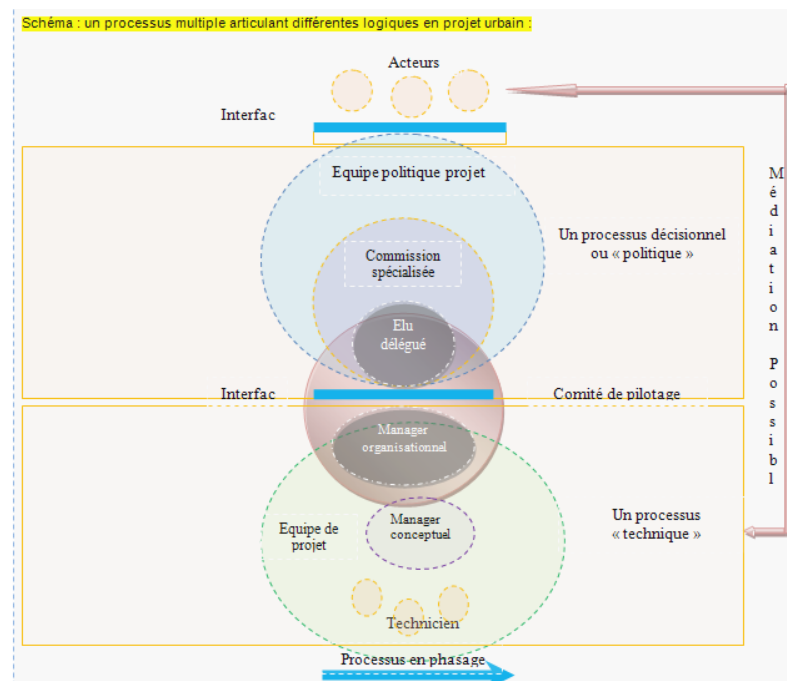 Schéma : un processus multiple articulant différentes logiques en projet urbain :
Acteurs
Interfac
Equipe politique projet
Un processus décisionnel
ou « politique »
Commission
spécialisée
Elu
délégué
Interfac
Comité de pilotage
Manager
organisationnel
Manager
conceptuel
Equipe de
projet
Un processus
« technique »
Technicien
Processus en phasage
Médiation Possibl